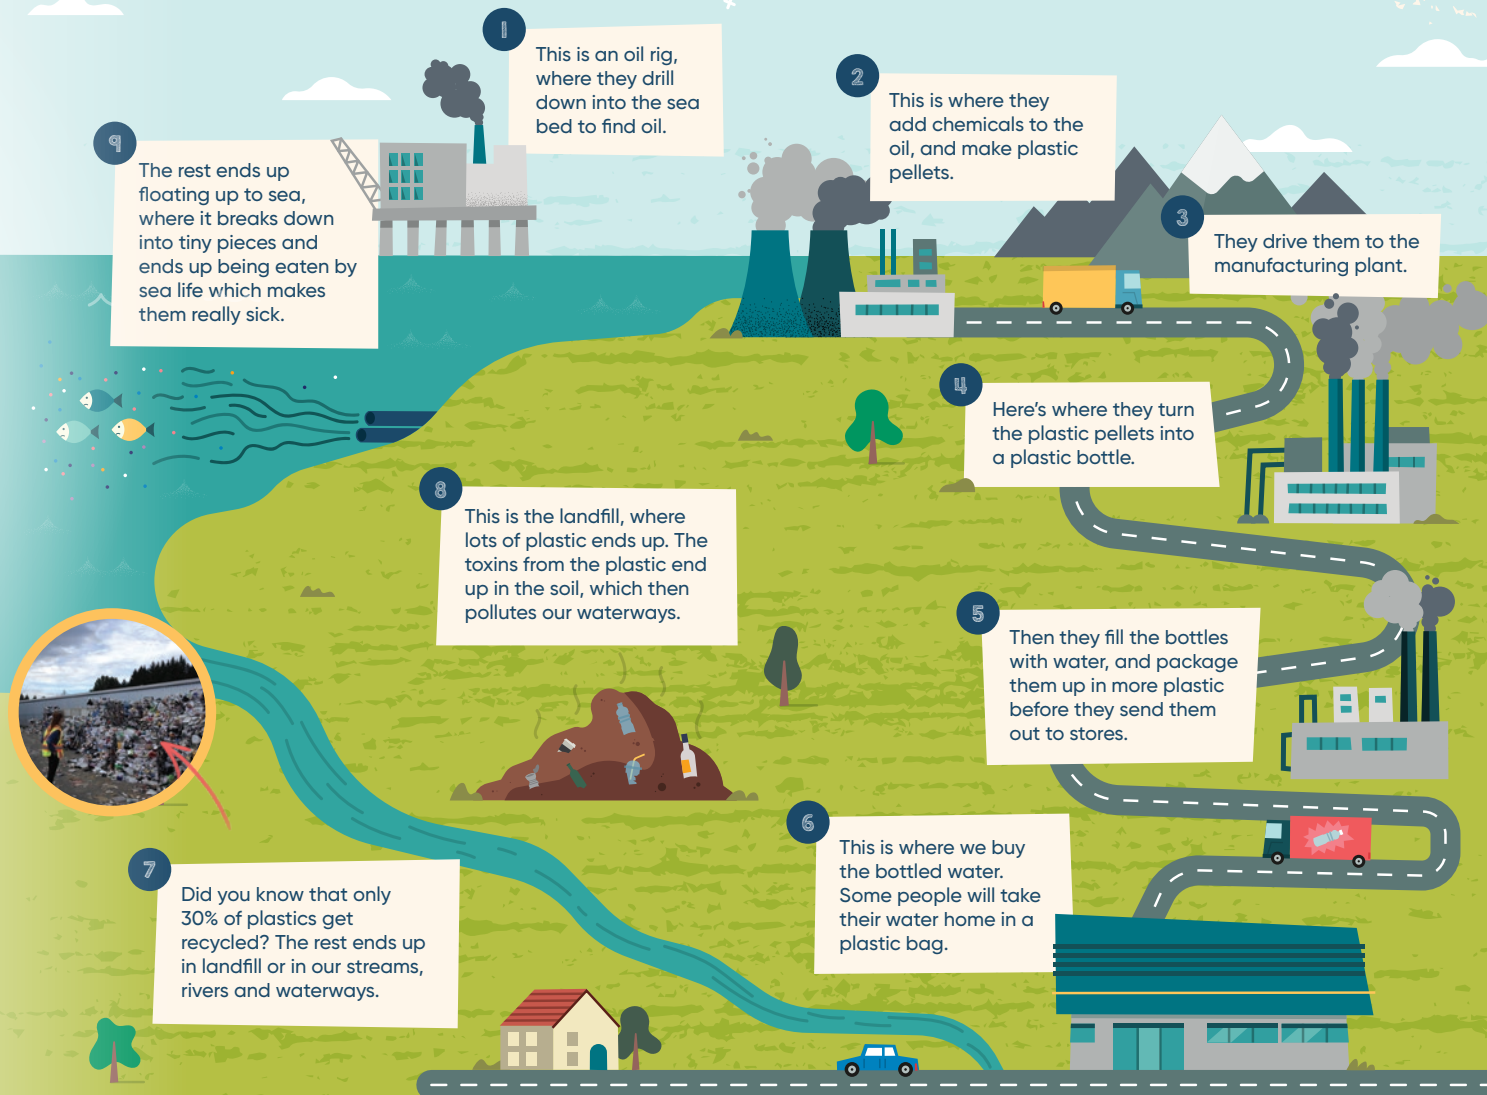 1
This is an oil rig,
where they drill
down into the sea
bed to find oil.
2
This is where they
add chemicals to the
oil, and make plastic
pellets.
3
They drive them to the
manufacturing plant.
4
Here's where they turn
the plastic pellets into
a plastic bottle.
5
Then they fill the bottles
with water, and package
them up in more plastic
before they send them
out to stores.
6
This is where we buy
the bottled water.
Some people will take
their water home in a
plastic bag.
7
Did you know that only
30% of plastics get
recycled? The rest ends up
in landfill or in our streams,
rivers and waterways.
8
This is the landfill, where
lots of plastic ends up. The
toxins from the plastic end
up in the soil, which then
pollutes our waterways.
9
The rest ends up
floating up to sea,
where it breaks down
into tiny pieces and
ends up being eaten by
sea life which makes
them really sick.